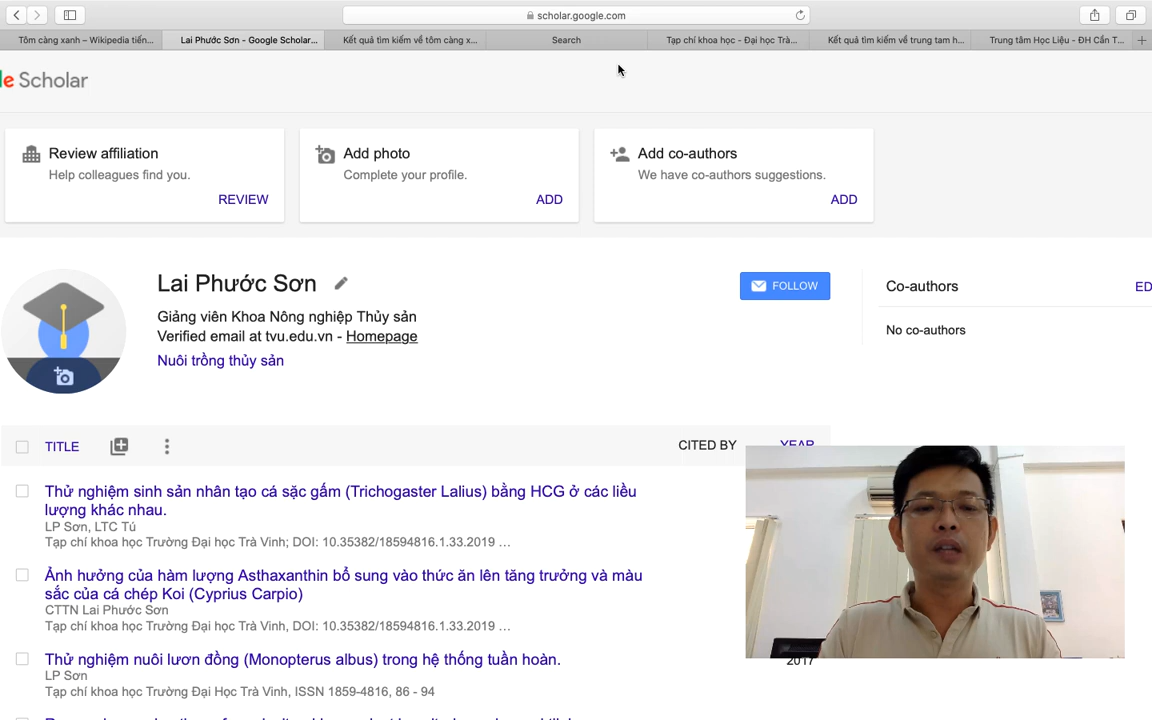 scholar.google.com
Tôm càng xanh – Wikipedia tiến...
Lai Phước Sơn - Google Scholar...
Kết quả tìm kiếm về tôm càng x...
Search
Tạp chí khoa học - Đại học Trà...
Kết quả tìm kiếm về trung tam h...
Trung tâm Học Liệu - ĐH Cần T...
e Scholar
Review affiliation
Help colleagues find you.
REVIEW
Add photo
Complete your profile.
ADD
Add co-authors
We have co-authors suggestions.
ADD
Lai Phước Sơn
FOLLOW
Giảng viên Khoa Nông nghiệp Thủy sản
Verified email at tvu.edu.vn - Homepage
Nuôi trồng thủy sản
Co-authors
ED
No co-authors
TITLE
CITED BY
YEAR
Thử nghiệm sinh sản nhân tạo cá sặc gấm (Trichogaster Lalius) bằng HCG ở các liều
lượng khác nhau.
LP Sơn, LTC Tú
Tạp chí khoa học Trường Đại học Trà Vinh; DOI: 10.35382/18594816.1.33.2019 ...
Ảnh hưởng của hàm lượng Asthaxanthin bổ sung vào thức ăn lên tăng trưởng và màu
sắc của cá chép Koi (Cyprius Carpio)
CTTN Lai Phước Sơn
Tạp chí khoa học Trường Đại học Trà Vinh, DOI: 10.35382/18594816.1.33.2019 ...
Thử nghiệm nuôi lươn đồng (Monopterus albus) trong hệ thống tuần hoàn.
2017
LP Sơn
Tạp chí khoa học Trường Đại Học Trà Vinh, ISSN 1859-4816, 86 - 94